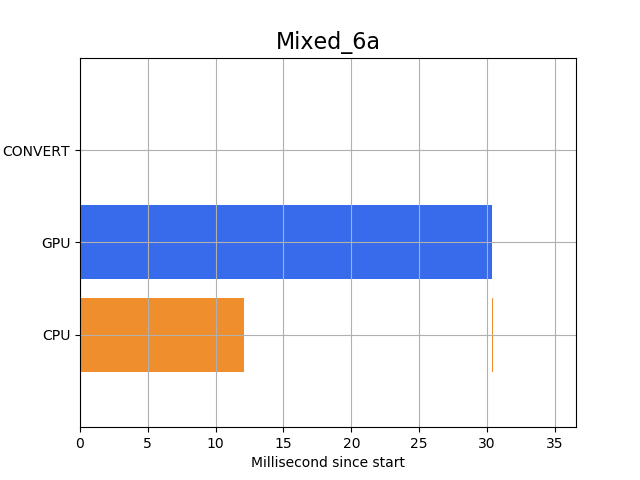 Mixed_6a
CONVERT
GPU
CPU
0 5 10 15 20 25 30 35
Millisecond since start